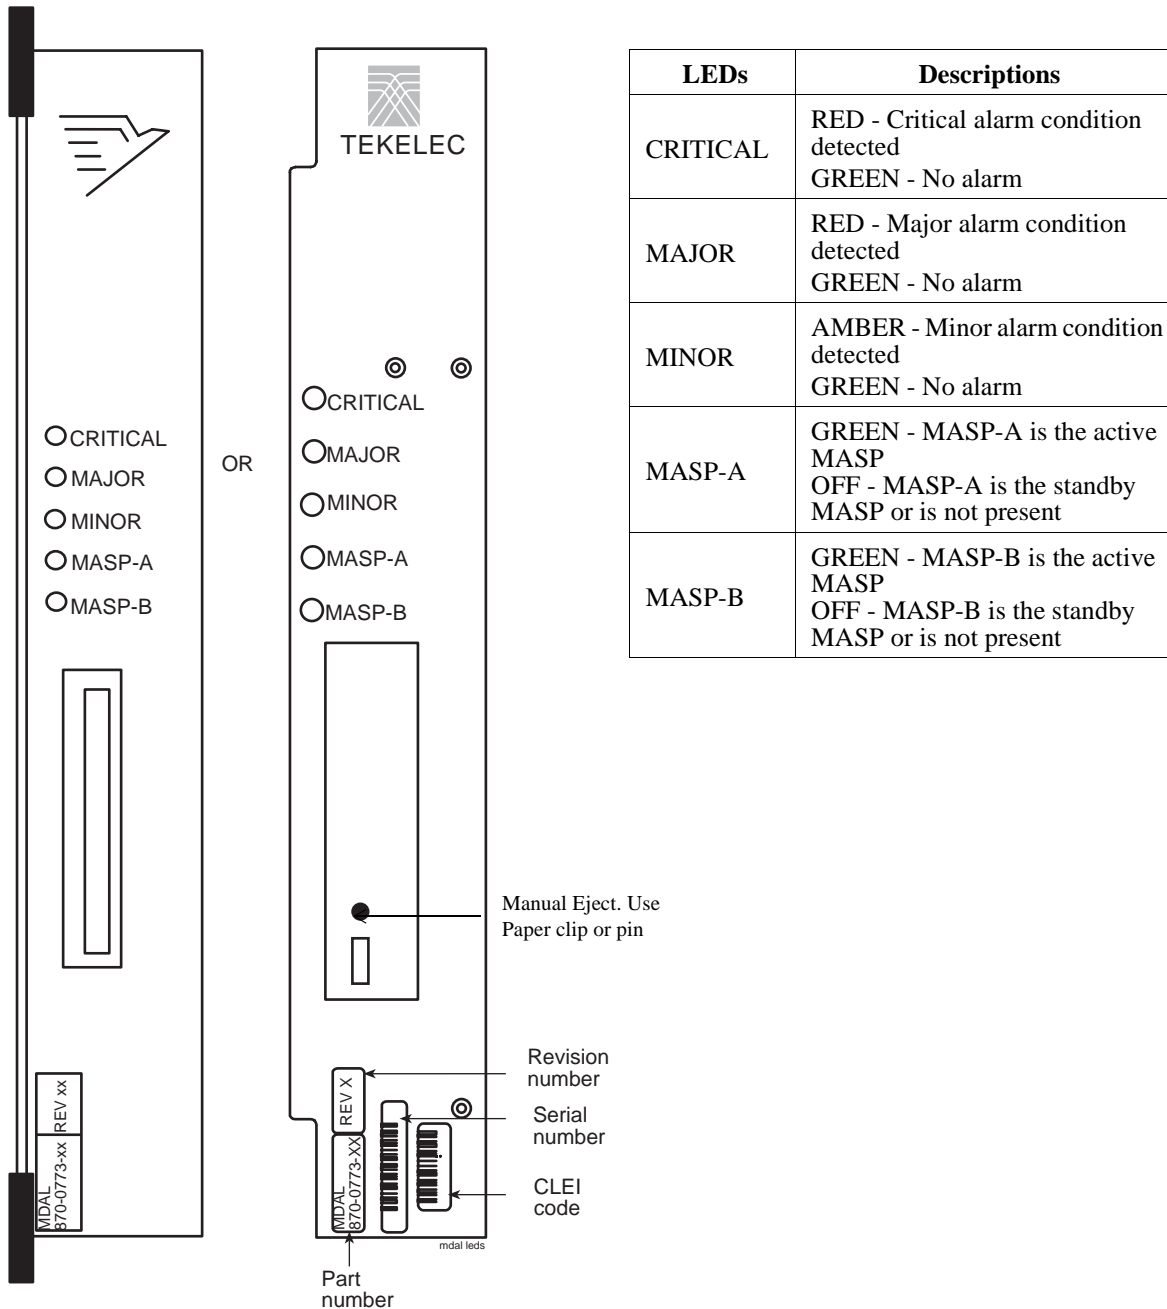 CRITICAL
MAJOR
MINOR
MASP-A
MASP-B
REV xx
MDAL
870-0773-xx
OR
TEKELEC
CRITICAL
MAJOR
MINOR
MASP-A
MASP-B
Manual Eject. Use
Paper clip or pin
REV X
MDAL
870-0773-XX
Revision
number
Serial
number
CLEI
code
mdal leds
Part
number
LEDs Descriptions
CRITICAL
RED - Critical alarm condition
detected
GREEN - No alarm
MAJOR
RED - Major alarm condition
detected
GREEN - No alarm
MINOR
AMBER - Minor alarm condition
detected
GREEN - No alarm
MASP-A
GREEN - MASP-A is the active
MASP
OFF - MASP-A is the standby
MASP or is not present
MASP-B
GREEN - MASP-B is the active
MASP
OFF - MASP-B is the standby
MASP or is not present